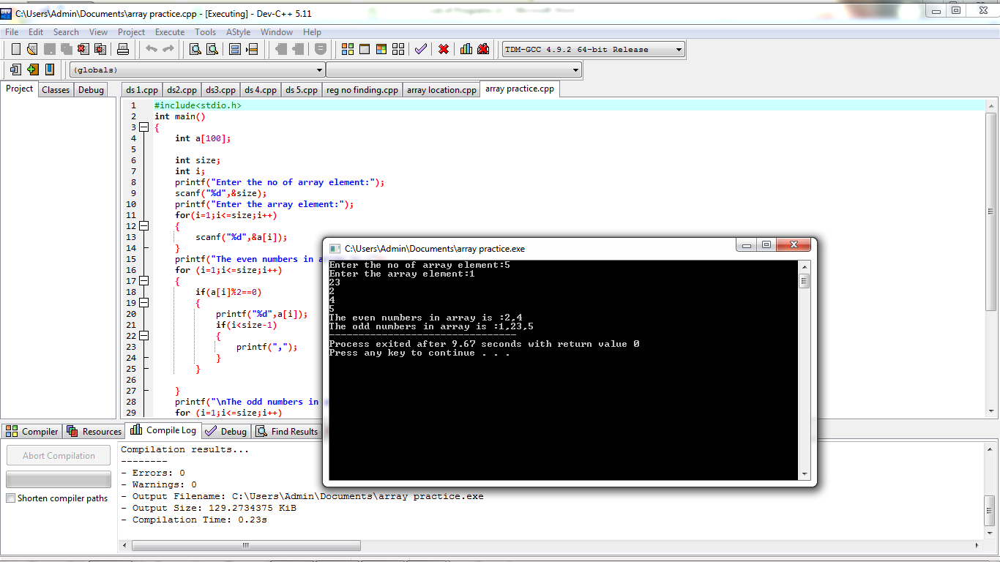 C:\Users\Admin\Documents\array practice.cpp - [Executing] - Dev-C++ 5.11
File Edit Search View Project Execute Tools AStyle Window Help
TDM-GCC 4.9.2 64-bit Release
(globals)
Project Classes Debug
ds 1.cpp ds2.cpp ds3.cpp ds 4.cpp ds 5.cpp reg no finding.cpp array location.cpp array practice.cpp
1 #include<stdio.h>
2 int main()
3 {
4 int a[100];
5
6 int size;
7 int i;
8 printf("Enter the no of array element:");
9 scanf("%d",&size);
10 printf("Enter the array element:");
11 for(i=1;i<=size;i++)
12 {
13 scanf("%d",&a[i]);
14 }
15 printf("The even numbers in
16 for (i=1;i<=size;i++)
17 {
18 if(a[i]%2==0)
19 {
20 printf("%d",a[i]);
21 if(i<size-1)
22 {
23 printf(",");
24 }
25 }
26
27 }
28 printf("\nThe odd numbers in
29 for (i=1;i<=size;i++)
C:\Users\Admin\Documents\array practice.exe
Enter the no of array element:5
Enter the array element:1
23
2
4
5
The even numbers in array is :2,4
The odd numbers in array is :1,23,5
--------------------------------
Process exited after 9.67 seconds with return value 0
Press any key to continue . . .
Compiler Resources Compile Log Debug Find Results
Abort Compilation
Shorten compiler paths
Compilation results...
--------
- Errors: 0
- Warnings: 0
- Output Filename: C:\Users\Admin\Documents\array practice.exe
- Output Size: 129.2734375 KiB
- Compilation Time: 0.23s